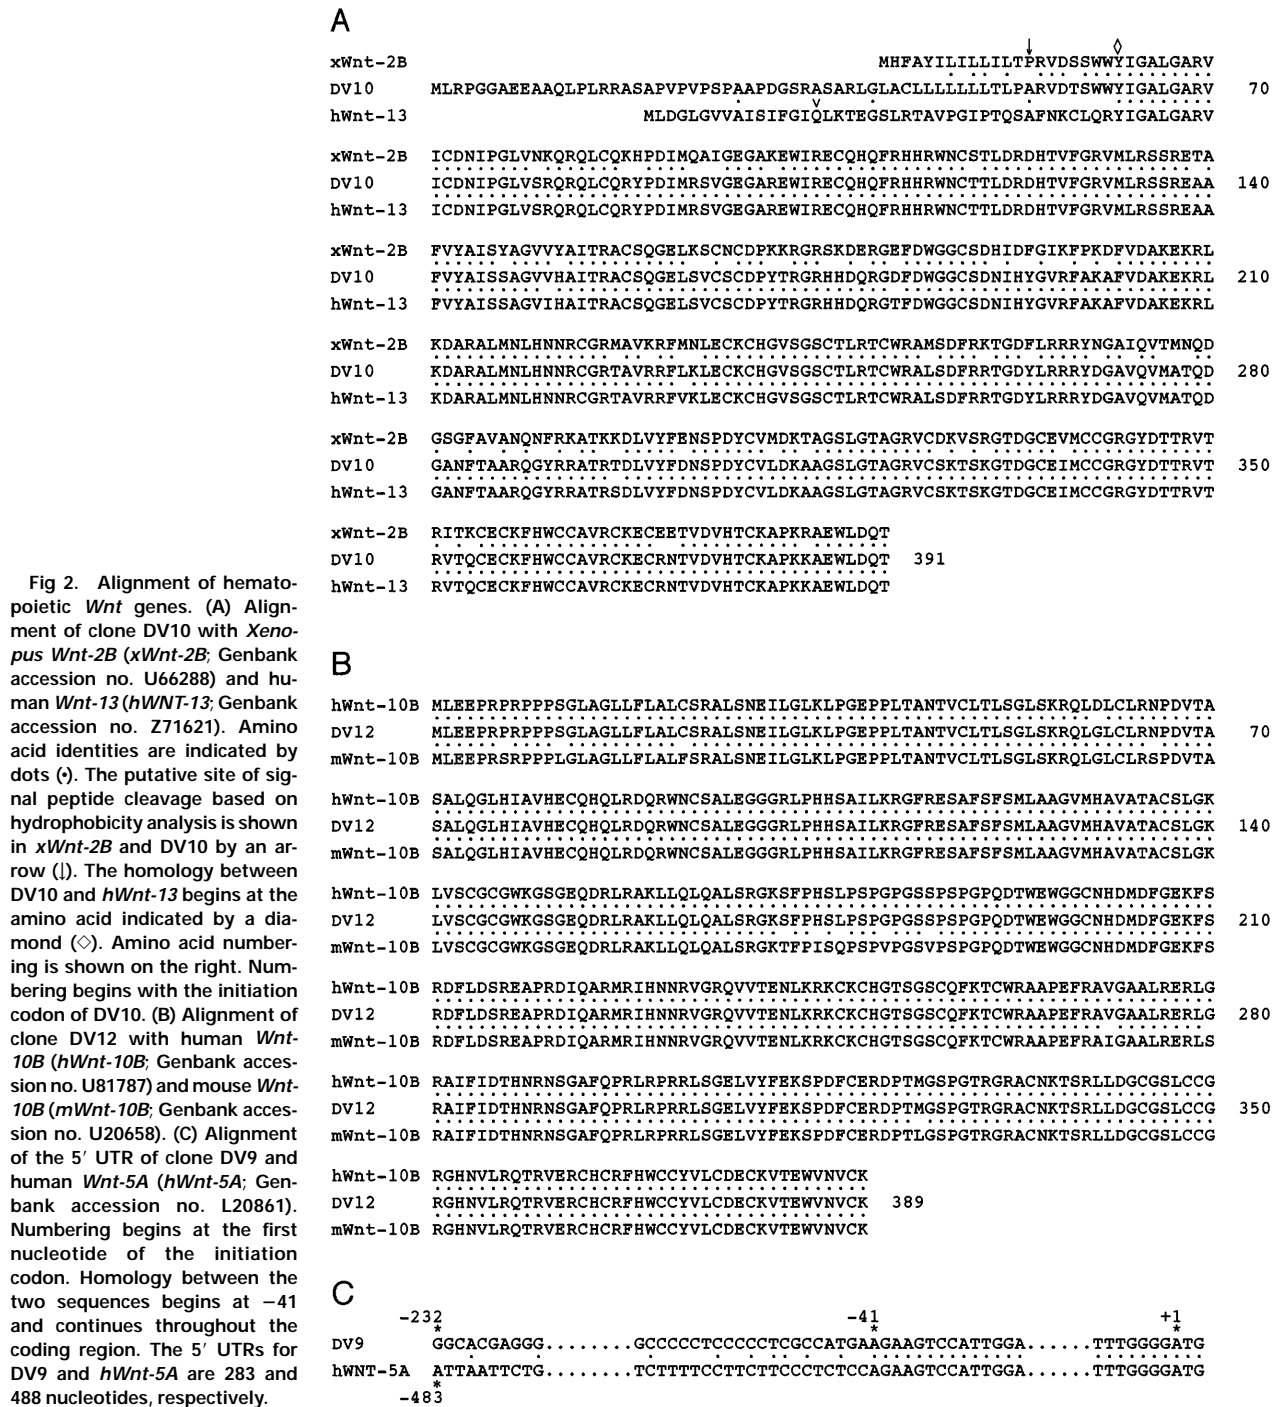 A
xWnt-2B MHFAYILILLILTPRVDSSWWYIGALGARV
DV10 MLRPGGAEEAAQLPLRRASAPVPVPSPAAPDGSRASARLGLACLLLLLLLTLPARVDTSWWYIGALGARV 70
hWnt-13 MLDGLGVVAISIFGIQLKTEGSLRTAVPGIPTQSAFNKCLQRYIGALGARV
xWnt-2B ICDNIPGLVNKQRQLCQKHPDIMQAIGEGAKEWIRECQHQFRHHRWNCSTLDRDHTVFGRVMLRSSRETA
DV10 ICDNIPGLVSRQRQLCQRYPDIMRSVGEGAREWIRECQHQFRHHRWNCTTLDRDHTVFGRVMLRSSREAA 140
hWnt-13 ICDNIPGLVSRQRQLCQRYPDIMRSVGEGAREWIRECQHQFRHHRWNCTTLDRDHTVFGRVMLRSSREAA
xWnt-2B FVYAISYAGVVYAITRACSQGELKSCNCDPKKRGRSKDERGEFDWGGCSDHIDFGIKFPKDFVDAKEKRL
DV10 FVYAISSAGVVHAITRACSQGELSVCSCDPYTRGRHHDQRGDFDWGGCSDNIHYGVRFAKAFVDAKEKRL 210
hWnt-13 FVYAISSAGVIHAITRACSQGELSVCSCDPYTRGRHHDQRGTFDWGGCSDNIHYGVRFAKAFVDAKEKRL
xWnt-2B KDARALMNLHNNRCGRMAVKRFMNLECKCHGVSGSCTLRTCWRAMSDFRKTGDFLRRRYNGAIQVTMNQD
DV10 KDARALMNLHNNRCGRTAVRRFLKLECKCHGVSGSCTLRTCWRALSDFRRTGDYLRRRYDGAVQVMATQD 280
hWnt-13 KDARALMNLHNNRCGRTAVRRFVKLECKCHGVSGSCTLRTCWRALSDFRRTGDYLRRRYDGAVQVMATQD
xWnt-2B GSGFAVANQNFRKATKKDLVYFENSPDYCVMDKTAGSLGTAGRVCDKVSRGTDGCEVMCCGRGYDTTRVT
DV10 GANFTAARQGYRRATRTDLVYFDNSPDYCVLDKAAGSLGTAGRVCSKTSKGTDGCEIMCCGRGYDTTRVT 350
hWnt-13 GANFTAARQGYRRATRSDLVYFDNSPDYCVLDKAAGSLGTAGRVCSKTSKGTDGCEIMCCGRGYDTTRVT
xWnt-2B RITKCECKFHWCCAVRCKECEETVDVHTCKAPKRAEWLDQT
DV10 RVTQCECKFHWCCAVRCKECRNTVDVHTCKAPKKAEWLDQT 391
hWnt-13 RVTQCECKFHWCCAVRCKECRNTVDVHTCKAPKKAEWLDQT
Fig 2. Alignment of hemato-
poietic Wnt genes. (A) Align-
ment of clone DV10 with Xeno-
pus Wnt-2B (xWnt-2B; Genbank
accession no. U66288) and hu-
man Wnt-13 (hWNT-13; Genbank
accession no. Z71621). Amino
acid identities are indicated by
dots (•). The putative site of sig-
nal peptide cleavage based on
hydrophobicity analysis is shown
in xWnt-2B and DV10 by an ar-
row (↓). The homology between
DV10 and hWnt-13 begins at the
amino acid indicated by a dia-
mond (◇). Amino acid number-
ing is shown on the right. Num-
bering begins with the initiation
codon of DV10. (B) Alignment of
clone DV12 with human Wnt-
10B (hWnt-10B; Genbank acces-
sion no. U81787) and mouse Wnt-
10B (mWnt-10B; Genbank acces-
sion no. U20658). (C) Alignment
of the 5′ UTR of clone DV9 and
human Wnt-5A (hWnt-5A; Gen-
bank accession no. L20861).
Numbering begins at the first
nucleotide of the initiation
codon. Homology between the
two sequences begins at −41
and continues throughout the
coding region. The 5′ UTRs for
DV9 and hWnt-5A are 283 and
488 nucleotides, respectively.
B
hWnt-10B MLEEPRPRPPPSGLAGLLFLALCSRALSNEILGLKLPGEPPLTANTVCLTLSGLSKRQLDLCLRNPDVTA
DV12 MLEEPRPRPPPSGLAGLLFLALCSRALSNEILGLKLPGEPPLTANTVCLTLSGLSKRQLGLCLRNPDVTA 70
mWnt-10B MLEEPRSRPPPLGLAGLLFLALFSRALSNEILGLKLPGEPPLTANTVCLTLSGLSKRQLGLCLRSPDVTA
hWnt-10B SALQGLHIAVHECQHQLRDQRWNCSALEGGGRLPHHSAILKRGFRESAFSFSMLAAGVMHAVATACSLGK
DV12 SALQGLHIAVHECQHQLRDQRWNCSALEGGGRLPHHSAILKRGFRESAFSFSMLAAGVMHAVATACSLGK 140
mWnt-10B SALQGLHIAVHECQHQLRDQRWNCSALEGGGRLPHHSAILKRGFRESAFSFSMLAAGVMHAVATACSLGK
hWnt-10B LVSCGCGWKGSGEQDRLRAKLLQLQALSRGKSFPHSLPSPGPGSSPSPGPQDTWEWGGCNHDMDFGEKFS
DV12 LVSCGCGWKGSGEQDRLRAKLLQLQALSRGKSFPHSLPSPGPGSSPSPGPQDTWEWGGCNHDMDFGEKFS 210
mWnt-10B LVSCGCGWKGSGEQDRLRAKLLQLQALSRGKTFPISQPSPVPGSVPSPGPQDTWEWGGCNHDMDFGEKFS
hWnt-10B RDFLDSREAPRDIQARMRIHNNRVGRQVVTENLKRKCKCHGTSGSCQFKTCWRAAPEFRAVGAALRERLG
DV12 RDFLDSREAPRDIQARMRIHNNRVGRQVVTENLKRKCKCHGTSGSCQFKTCWRAAPEFRAVGAALRERLG 280
mWnt-10B RDFLDSREAPRDIQARMRIHNNRVGRQVVTENLKRKCKCHGTSGSCQFKTCWRAAPEFRAIGAALRERLS
hWnt-10B RAIFIDTHNRNSGAFQPRLRPRRLSGELVYFEKSPDFCERDPTMGSPGTRGRACNKTSRLLDGCGSLCCG
DV12 RAIFIDTHNRNSGAFQPRLRPRRLSGELVYFEKSPDFCERDPTMGSPGTRGRACNKTSRLLDGCGSLCCG 350
mWnt-10B RAIFIDTHNRNSGAFQPRLRPRRLSGELVYFEKSPDFCERDPTLGSPGTRGRACNKTSRLLDGCGSLCCG
hWnt-10B RGHNVLRQTRVERCHCRFHWCCYVLCDECKVTEWVNVCK
DV12 RGHNVLRQTRVERCHCRFHWCCYVLCDECKVTEWVNVCK 389
mWnt-10B RGHNVLRQTRVERCHCRFHWCCYVLCDECKVTEWVNVCK
C
-232 -41 +1
* * *
DV9 GGCACGAGGG........GCCCCCTCCCCCTCGCCATGAAGAAGTCCATTGGA......TTTGGGGATG
hWNT-5A ATTAATTCTG........TCTTTTCCTTCTTCCCTCTCCAGAAGTCCATTGGA......TTTGGGGATG
*
-483